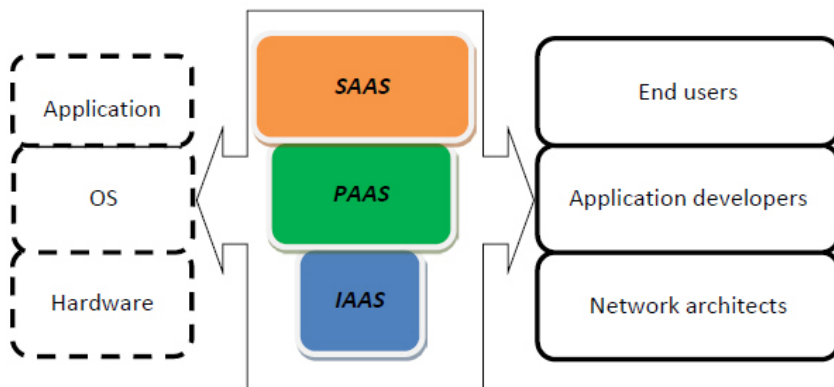 SAAS
Application
End users
PAAS
OS
Application developers
IAAS
Hardware
Network architects